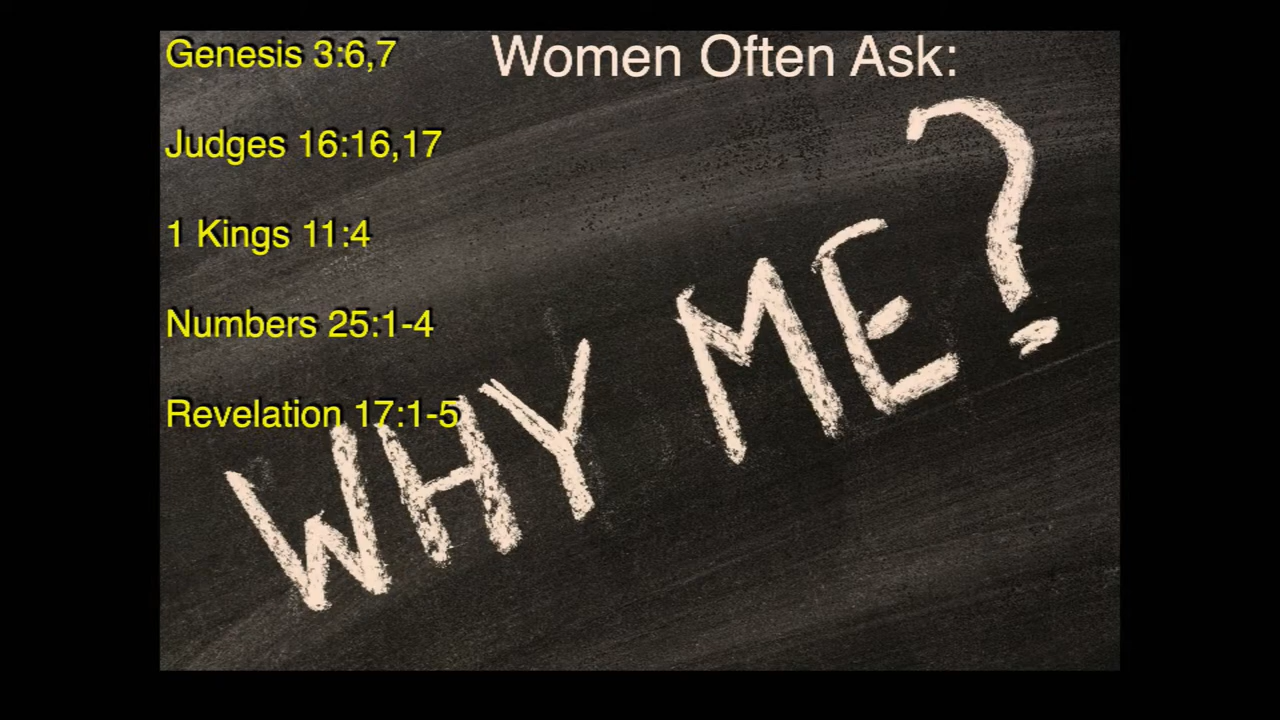 Women Often Ask:
Genesis 3:6,7
Judges 16:16,17
1 Kings 11:4
Numbers 25:1-4
Revelation 17:1-5
WHY ME?